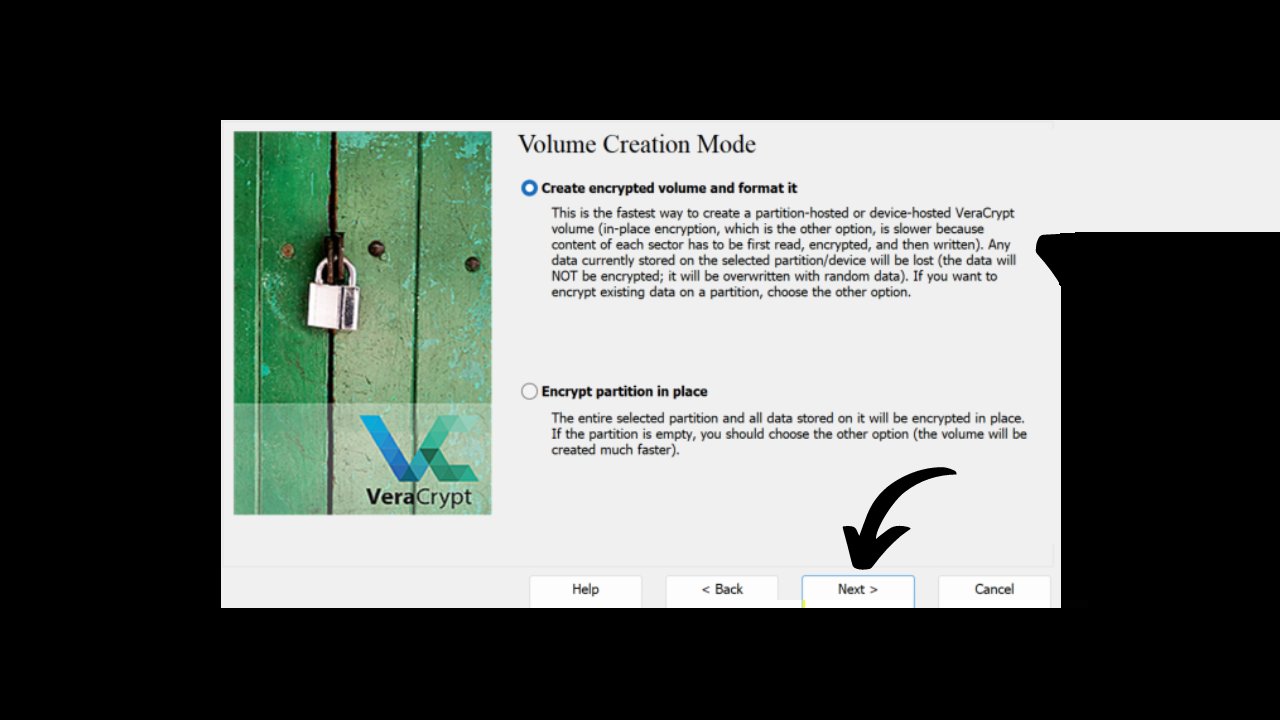 Volume Creation Mode
Create encrypted volume and format it
This is the fastest way to create a partition-hosted or device-hosted VeraCrypt
volume (in-place encryption, which is the other option, is slower because
content of each sector has to be first read, encrypted, and then written). Any
data currently stored on the selected partition/device will be lost (the data will
NOT be encrypted; it will be overwritten with random data). If you want to
encrypt existing data on a partition, choose the other option.
Encrypt partition in place
The entire selected partition and all data stored on it will be encrypted in place.
If the partition is empty, you should choose the other option (the volume will be
created much faster).
VeraCrypt
Help
< Back
Next >
Cancel